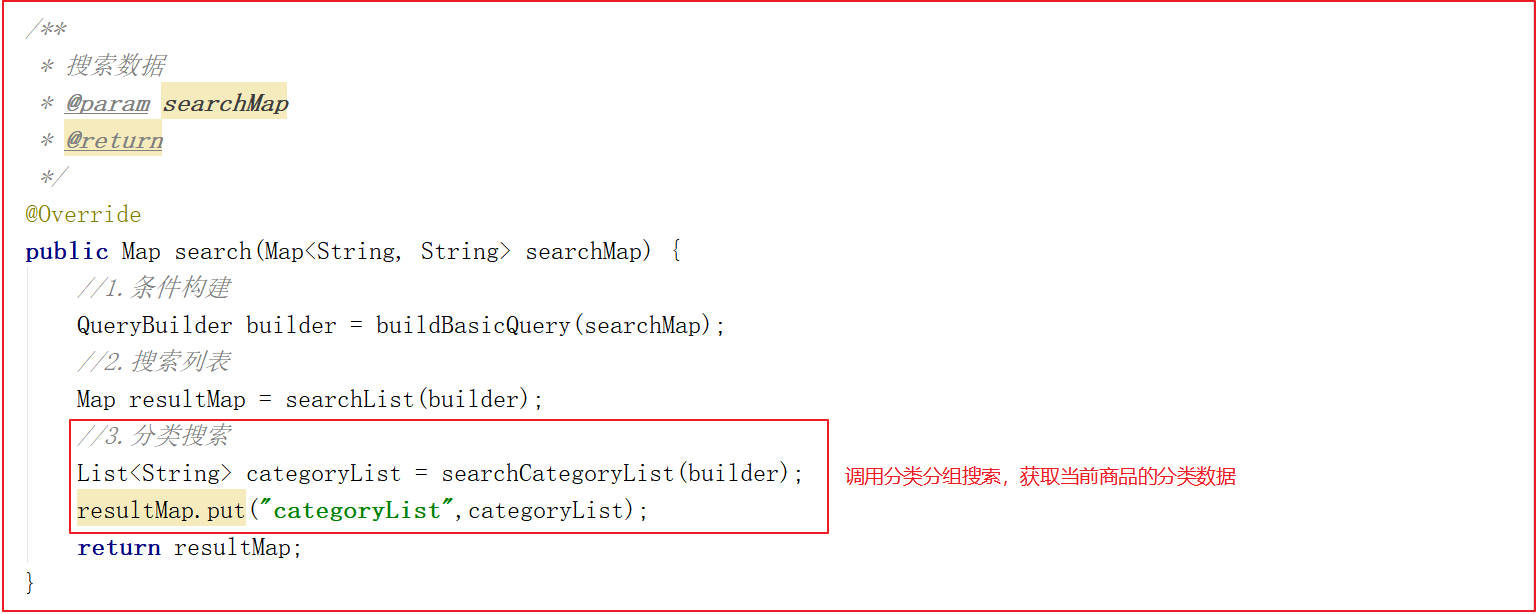 /**
 * 搜索数据
 * @param searchMap
 * @return
 */
@Override
public Map search(Map<String, String> searchMap) {
    //1.条件构建
    QueryBuilder builder = buildBasicQuery(searchMap);
    //2.搜索列表
    Map resultMap = searchList(builder);
    //3.分类搜索
    List<String> categoryList = searchCategoryList(builder);
调用分类分组搜索，获取当前商品的分类数据
    resultMap.put("categoryList",categoryList);
    return resultMap;
}